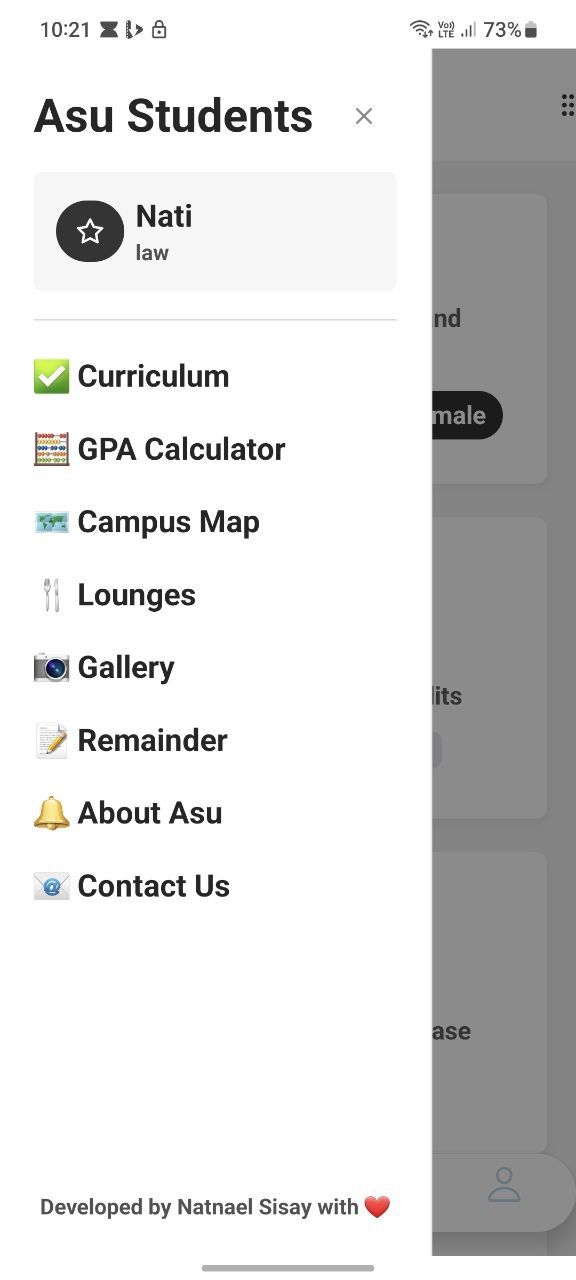 10:21
Vo)) LTE 73%
Asu Students
Nati
law
Curriculum
GPA Calculator
Campus Map
Lounges
Gallery
Remainder
About Asu
Contact Us
Developed by Natnael Sisay with ❤️
nd
male
its
ase